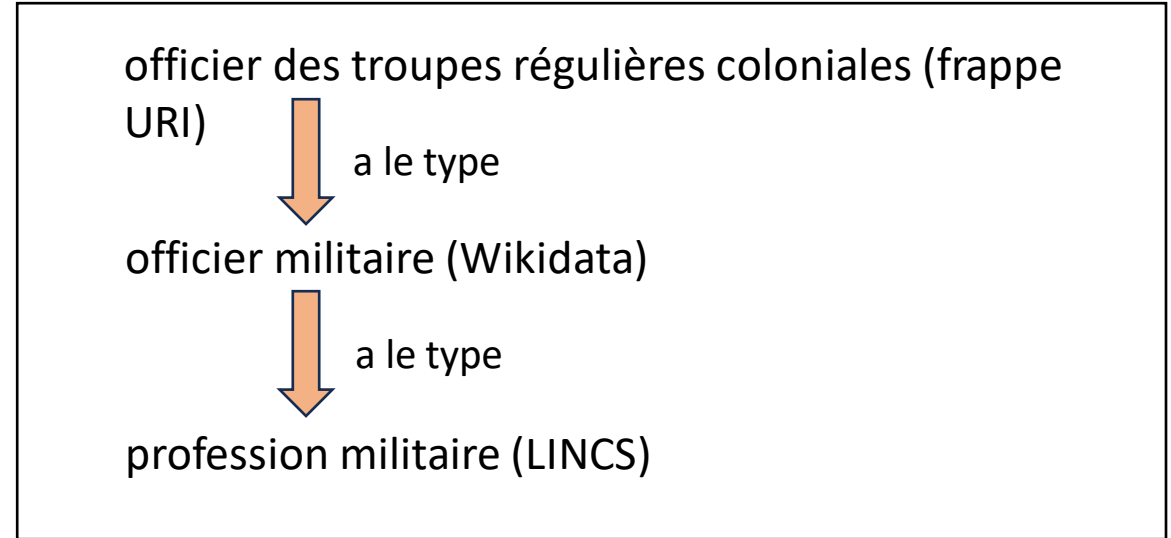 officier des troupes régulières coloniales (frappe
URI)
a le type
officier militaire (Wikidata)
a le type
profession militaire (LINCS)